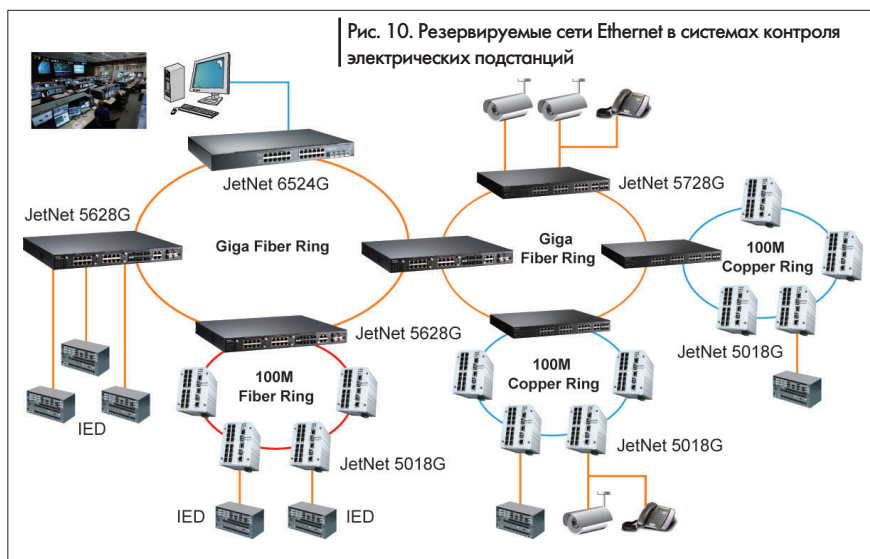 Рис. 10. Резервируемые сети Ethernet в системах контроля
электрических подстанций
JetNet 6524G
JetNet 5728G
JetNet 5628G
Giga Fiber Ring
Giga
Fiber Ring
100M
Copper Ring
JetNet 5628G
100M
Fiber Ring
100M
Copper Ring
JetNet 5018G
IED
JetNet 5018G
JetNet 5018G
IED
IED